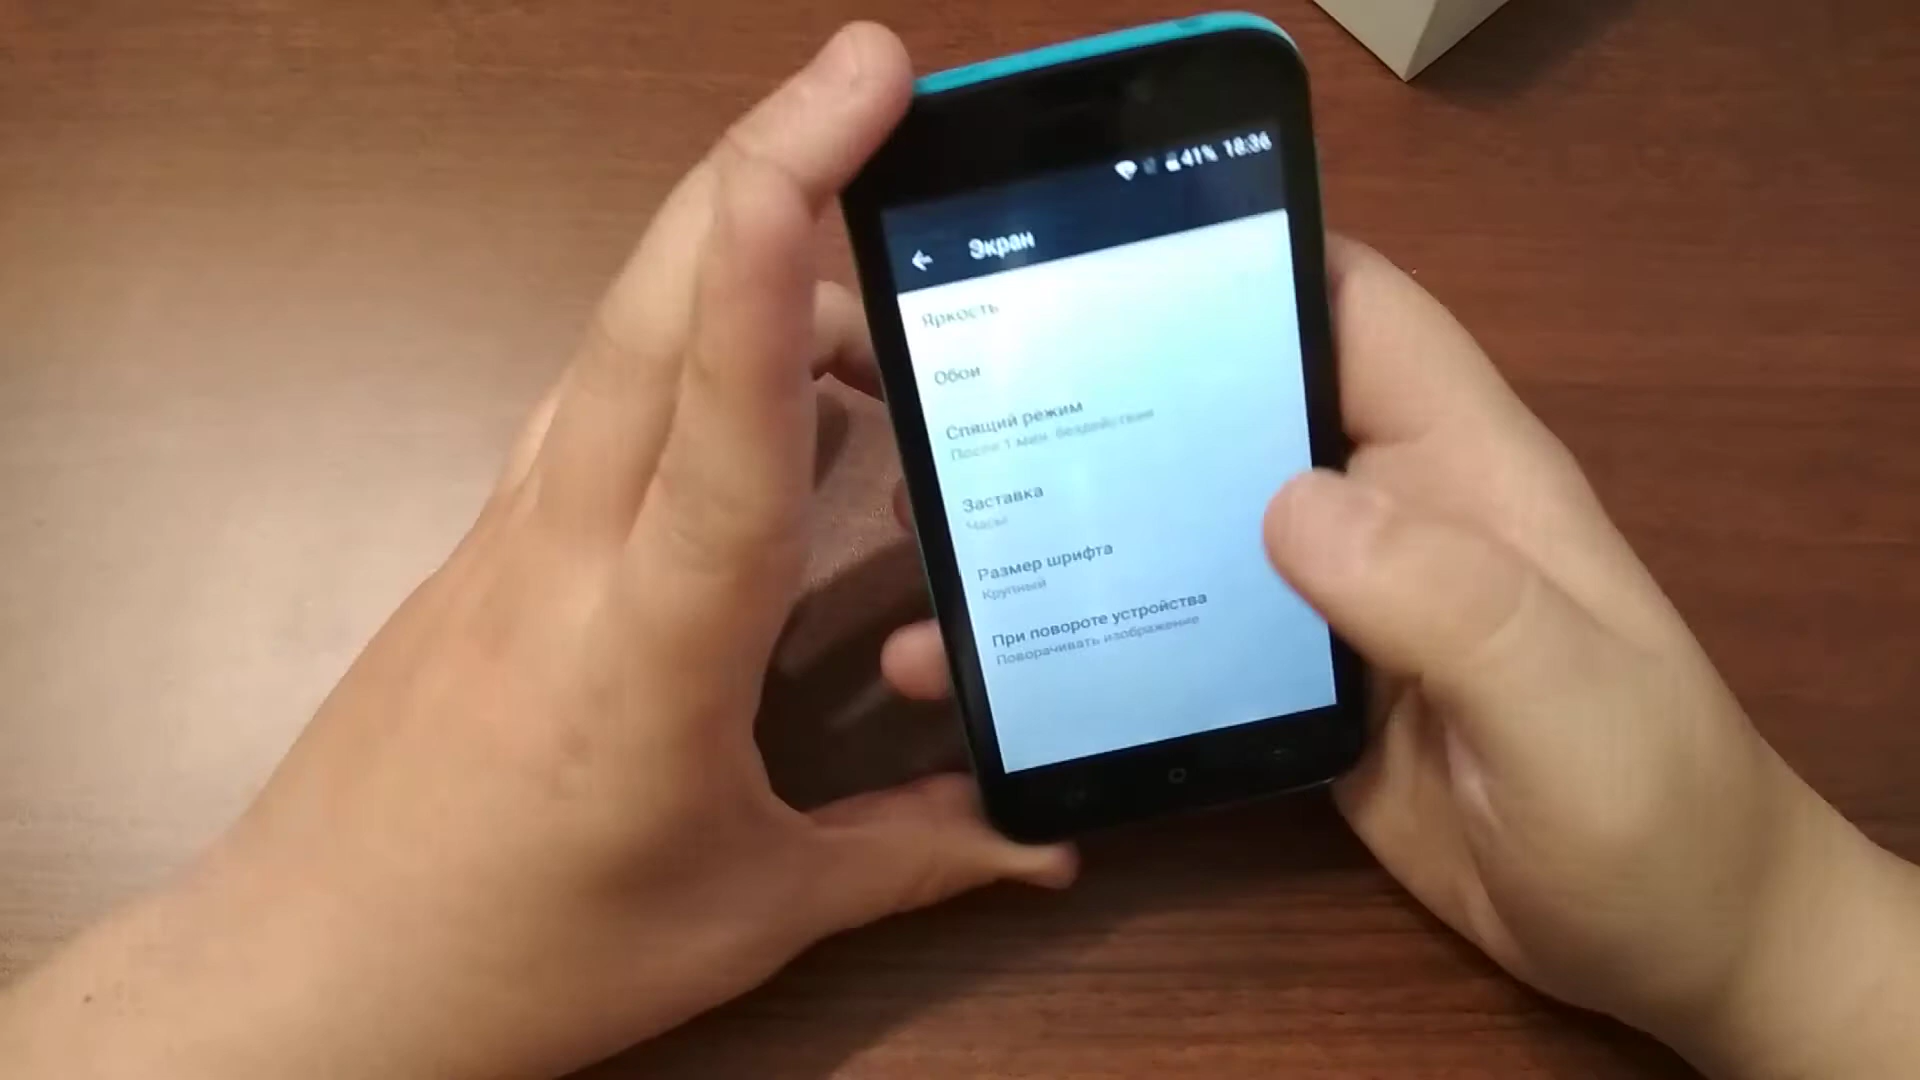 41% 18:36
Экран
Яркость
Обои
Спящий режим
После 1 мин. бездействия
Заставка
Часы
Размер шрифта
Крупный
При повороте устройства
Поворачивать изображение